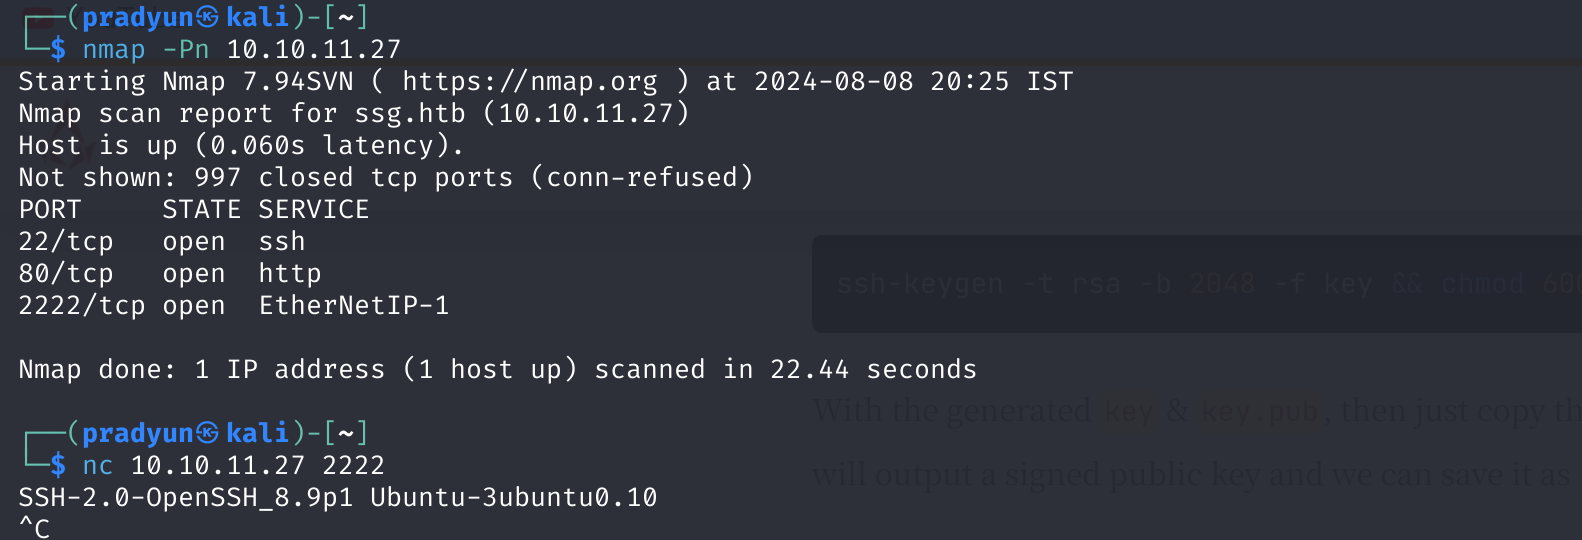 ┌──(pradyun㉿kali)-[~]
└─$ nmap -Pn 10.10.11.27
Starting Nmap 7.94SVN ( https://nmap.org ) at 2024-08-08 20:25 IST
Nmap scan report for ssg.htb (10.10.11.27)
Host is up (0.060s latency).
Not shown: 997 closed tcp ports (conn-refused)
PORT     STATE SERVICE
22/tcp   open  ssh
80/tcp   open  http
2222/tcp open  EtherNetIP-1
ssh-keygen -t rsa -b 2048 -f key && chmod 600
Nmap done: 1 IP address (1 host up) scanned in 22.44 seconds
With the generated key & key.pub, then just copy th
┌──(pradyun㉿kali)-[~]
└─$ nc 10.10.11.27 2222
will output a signed public key and we can save it as
SSH-2.0-OpenSSH_8.9p1 Ubuntu-3ubuntu0.10
^C